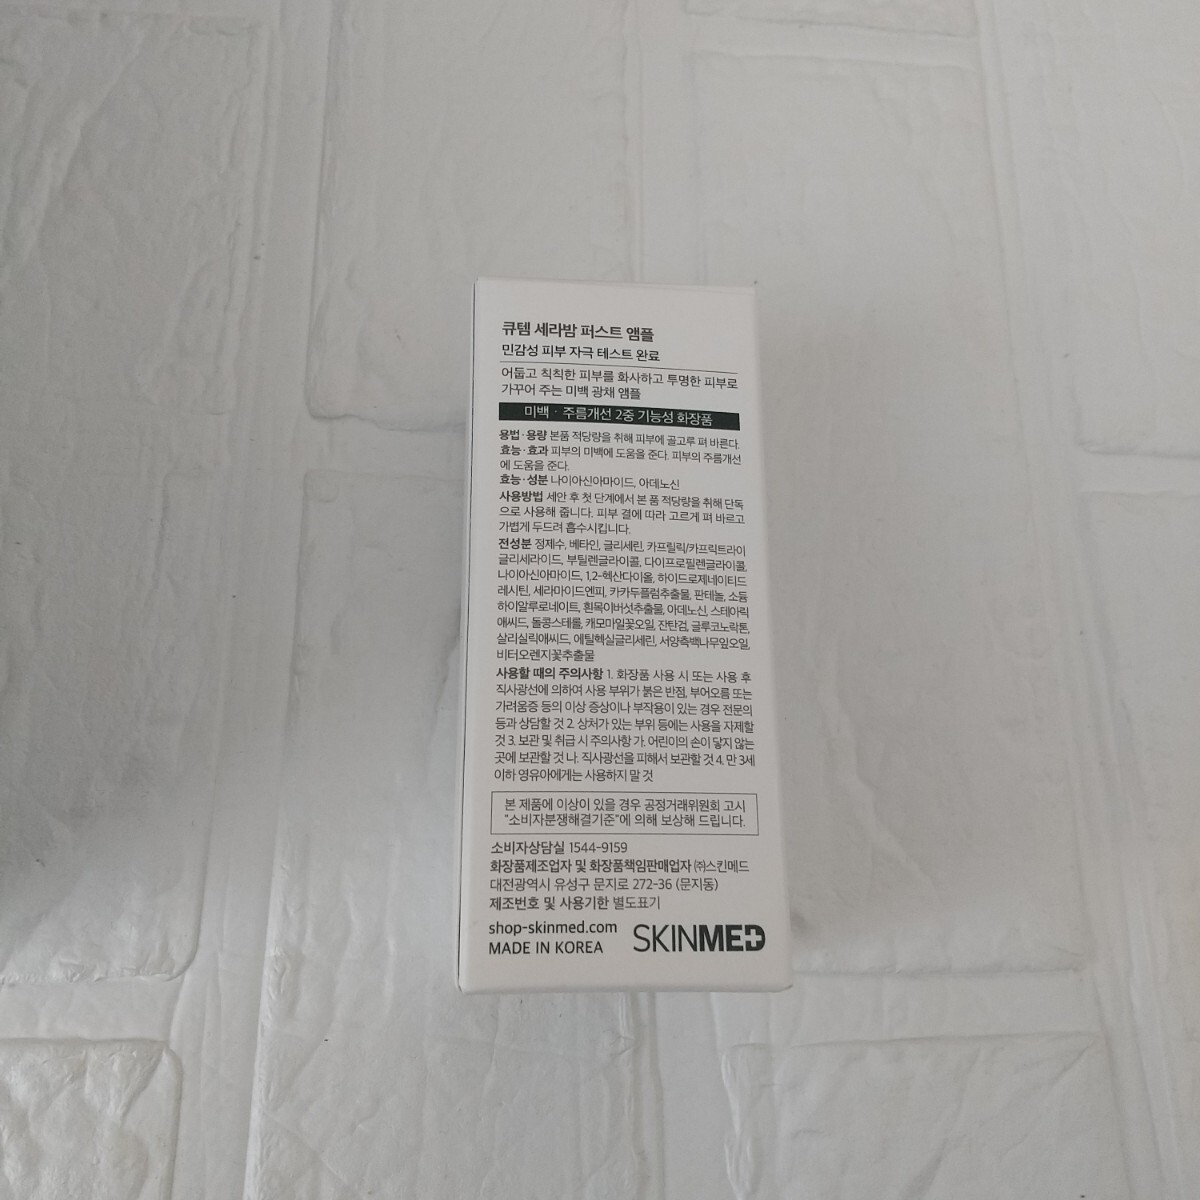 큐템 세라밤 퍼스트 앰플
민감성 피부 자극 테스트 완료
어둡고 칙칙한 피부를 화사하고 투명한 피부로
가꾸어 주는 미백 광채 앰플
미백 · 주름개선 2중 기능성 화장품
용법 · 용량 본품 적당량을 취해 피부에 골고루 펴 바른다.
효능 · 효과 피부의 미백에 도움을 준다. 피부의 주름개선
에 도움을 준다.
효능 · 성분 나이아신아마이드, 아데노신
사용방법 세안 후 첫 단계에서 본 품 적당량을 취해 단독
으로 사용해 줍니다. 피부 결에 따라 고르게 펴 바르고
가볍게 두드려 흡수시킵니다.
전성분 정제수, 베타인, 글리세린, 카프릴릭/카프릭트라이
글리세라이드, 부틸렌글라이콜, 다이프로필렌글라이콜,
나이아신아마이드, 1,2-헥산다이올, 하이드로제네이티드
레시틴, 세라마이드엔피, 카카두플럼추출물, 판테놀, 소듐
하이알루로네이트, 흰목이버섯추출물, 아데노신, 스테아릭
애씨드, 돌콩스테롤, 캐모마일꽃오일, 잔탄검, 글루코노락톤,
살리실릭애씨드, 에틸헥실글리세린, 서양측백나무잎오일,
비터오렌지꽃추출물
사용할 때의 주의사항 1. 화장품 사용 시 또는 사용 후
직사광선에 의하여 사용 부위가 붉은 반점, 부어오름 또는
가려움증 등의 이상 증상이나 부작용이 있는 경우 전문의
등과 상담할 것 2. 상처가 있는 부위 등에는 사용을 자제할
것 3. 보관 및 취급 시 주의사항 가. 어린이의 손이 닿지 않는
곳에 보관할 것 나. 직사광선을 피해서 보관할 것 4. 만 3세
이하 영유아에게는 사용하지 말 것
본 제품에 이상이 있을 경우 공정거래위원회 고시
"소비자분쟁해결기준"에 의해 보상해 드립니다.
소비자상담실 1544-9159
화장품제조업자 및 화장품책임판매업자 ㈜스킨메드
대전광역시 유성구 문지로 272-36 (문지동)
제조번호 및 사용기한 별도표기
shop-skinmed.com
MADE IN KOREA
SKINMED